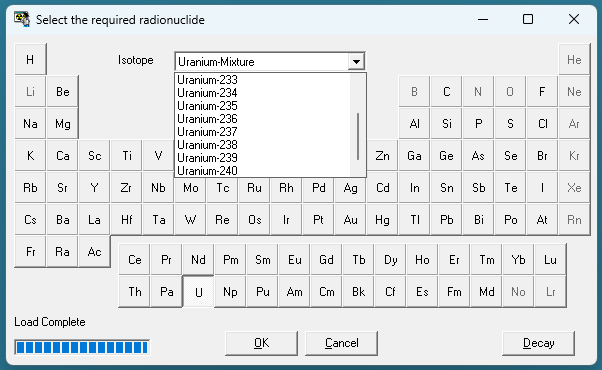 Select the required radionuclide
H Isotope Uranium-Mixture He
Uranium-233
Uranium-234
Uranium-235
Uranium-236
Uranium-237
Uranium-238
Uranium-239
Uranium-240
Li Be B C N O F Ne
Na Mg Al Si P S Cl Ar
K Ca Sc Ti V Zn Ga Ge As Se Br Kr
Rb Sr Y Zr Nb Mo Tc Ru Rh Pd Ag Cd In Sn Sb Te I Xe
Cs Ba La Hf Ta W Re Os Ir Pt Au Hg Tl Pb Bi Po At Rn
Fr Ra Ac
Ce Pr Nd Pm Sm Eu Gd Tb Dy Ho Er Tm Yb Lu
Th Pa U Np Pu Am Cm Bk Cf Es Fm Md No Lr
Load Complete
OK Cancel Decay